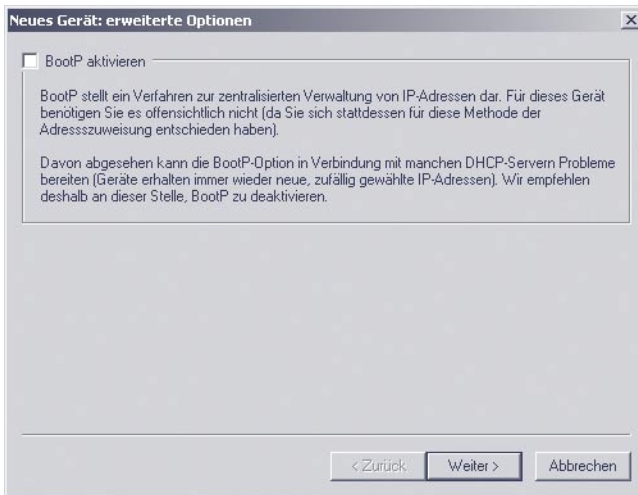 Neues Gerät: erweiterte Optionen
BootP aktivieren
BootP stellt ein Verfahren zur zentralisierten Verwaltung von IP-Adressen dar. Für dieses Gerät
benötigen Sie es offensichtlich nicht (da Sie sich stattdessen für diese Methode der
Adressszuweisung entschieden haben).
Davon abgesehen kann die BootP-Option in Verbindung mit manchen DHCP-Servern Probleme
bereiten (Geräte erhalten immer wieder neue, zufällig gewählte IP-Adressen). Wir empfehlen
deshalb an dieser Stelle, BootP zu deaktivieren.
< Zurück Weiter > Abbrechen